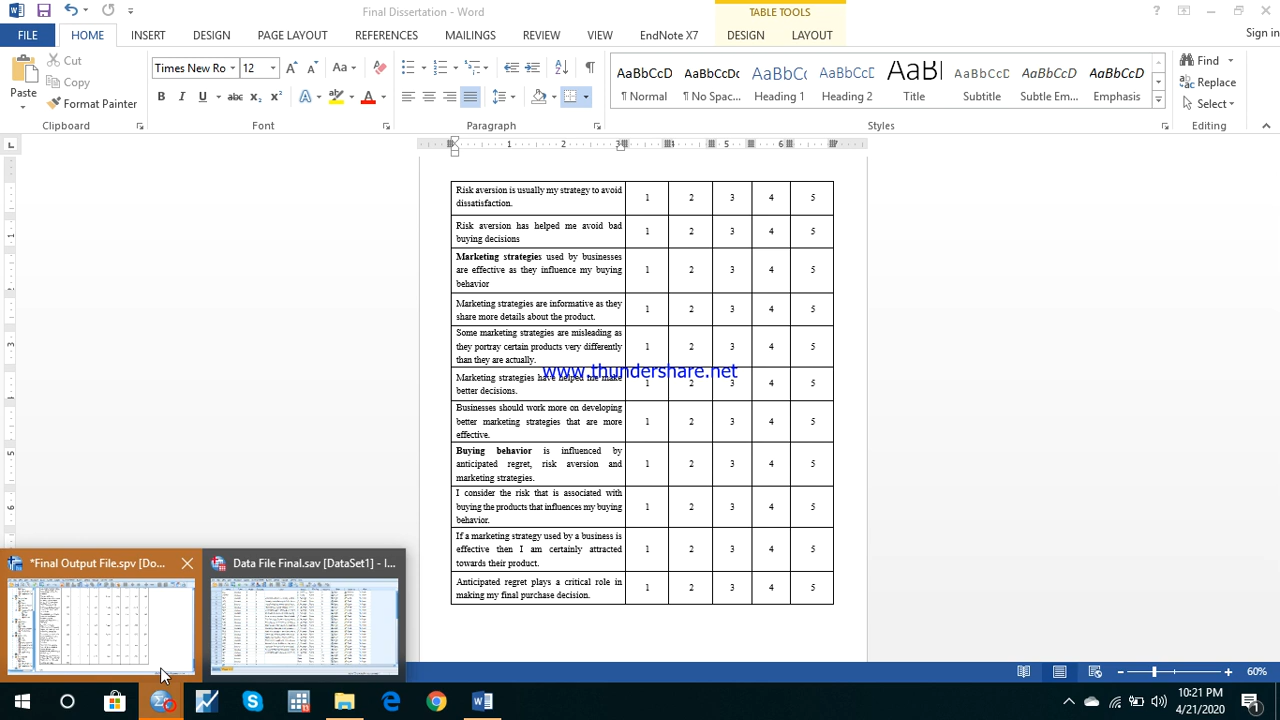 Final Dissertation - Word
TABLE TOOLS
FILE HOME INSERT DESIGN PAGE LAYOUT REFERENCES MAILINGS REVIEW VIEW EndNote X7 DESIGN LAYOUT Sign in
Cut
Copy
Format Painter
Paste
Clipboard
Times New Ro 12
Font
Paragraph
AaBbCcD AaBbCcDc AaBbC AaBbCcD AaBl AaBbCcD AaBbCcD AaBbCcD
¶ Normal ¶ No Spac... Heading 1 Heading 2 Title Subtitle Subtle Em... Emphasis
Styles
Find
Replace
Select
Editing
Risk aversion is usually my strategy to avoid
dissatisfaction.
1 2 3 4 5
Risk aversion has helped me avoid bad
buying decisions
1 2 3 4 5
Marketing strategies used by businesses
are effective as they influence my buying
behavior
1 2 3 4 5
Marketing strategies are informative as they
share more details about the product.
1 2 3 4 5
Some marketing strategies are misleading as
they portray certain products very differently
than they are actually.
1 2 3 4 5
www.thundershare.net
Marketing strategies have helped me make
better decisions.
1 2 3 4 5
Businesses should work more on developing
better marketing strategies that are more
effective.
1 2 3 4 5
Buying behavior is influenced by
anticipated regret, risk aversion and
marketing strategies.
1 2 3 4 5
I consider the risk that is associated with
buying the products that influences my buying
behavior.
1 2 3 4 5
If a marketing strategy used by a business is
effective then I am certainly attracted
towards their product.
1 2 3 4 5
Anticipated regret plays a critical role in
making my final purchase decision.
1 2 3 4 5
*Final Output File.spv [Do...
Data File Final.sav [DataSet1] - I...
60%
10:21 PM
4/21/2020